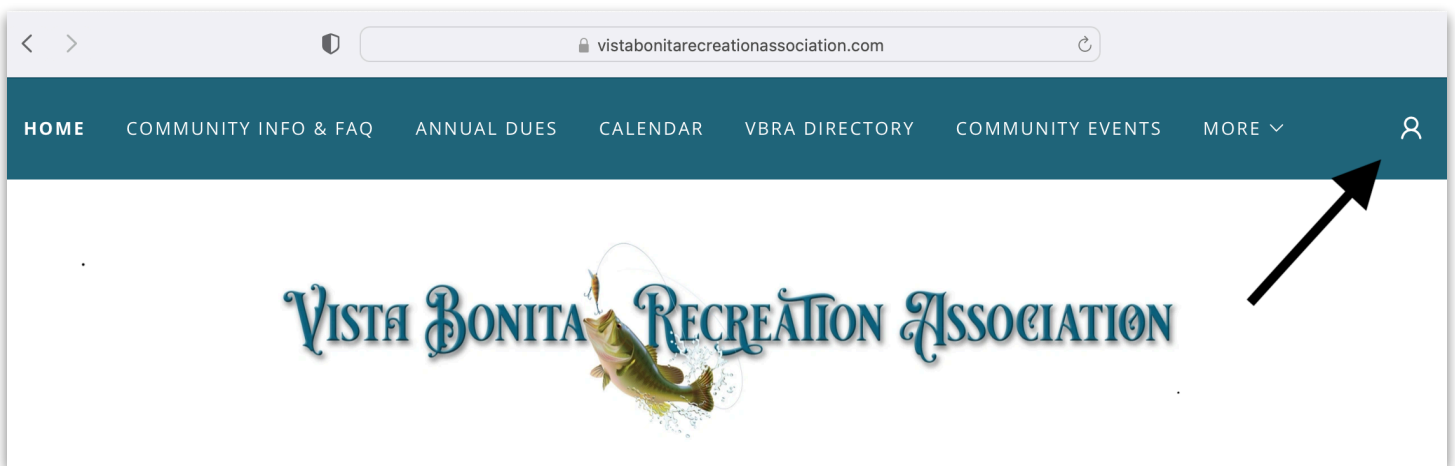 vistabonitarecreationassociation.com
HOME COMMUNITY INFO & FAQ ANNUAL DUES CALENDAR VBRA DIRECTORY COMMUNITY EVENTS MORE
VISTA BONITA RECREATION ASSOCIATION